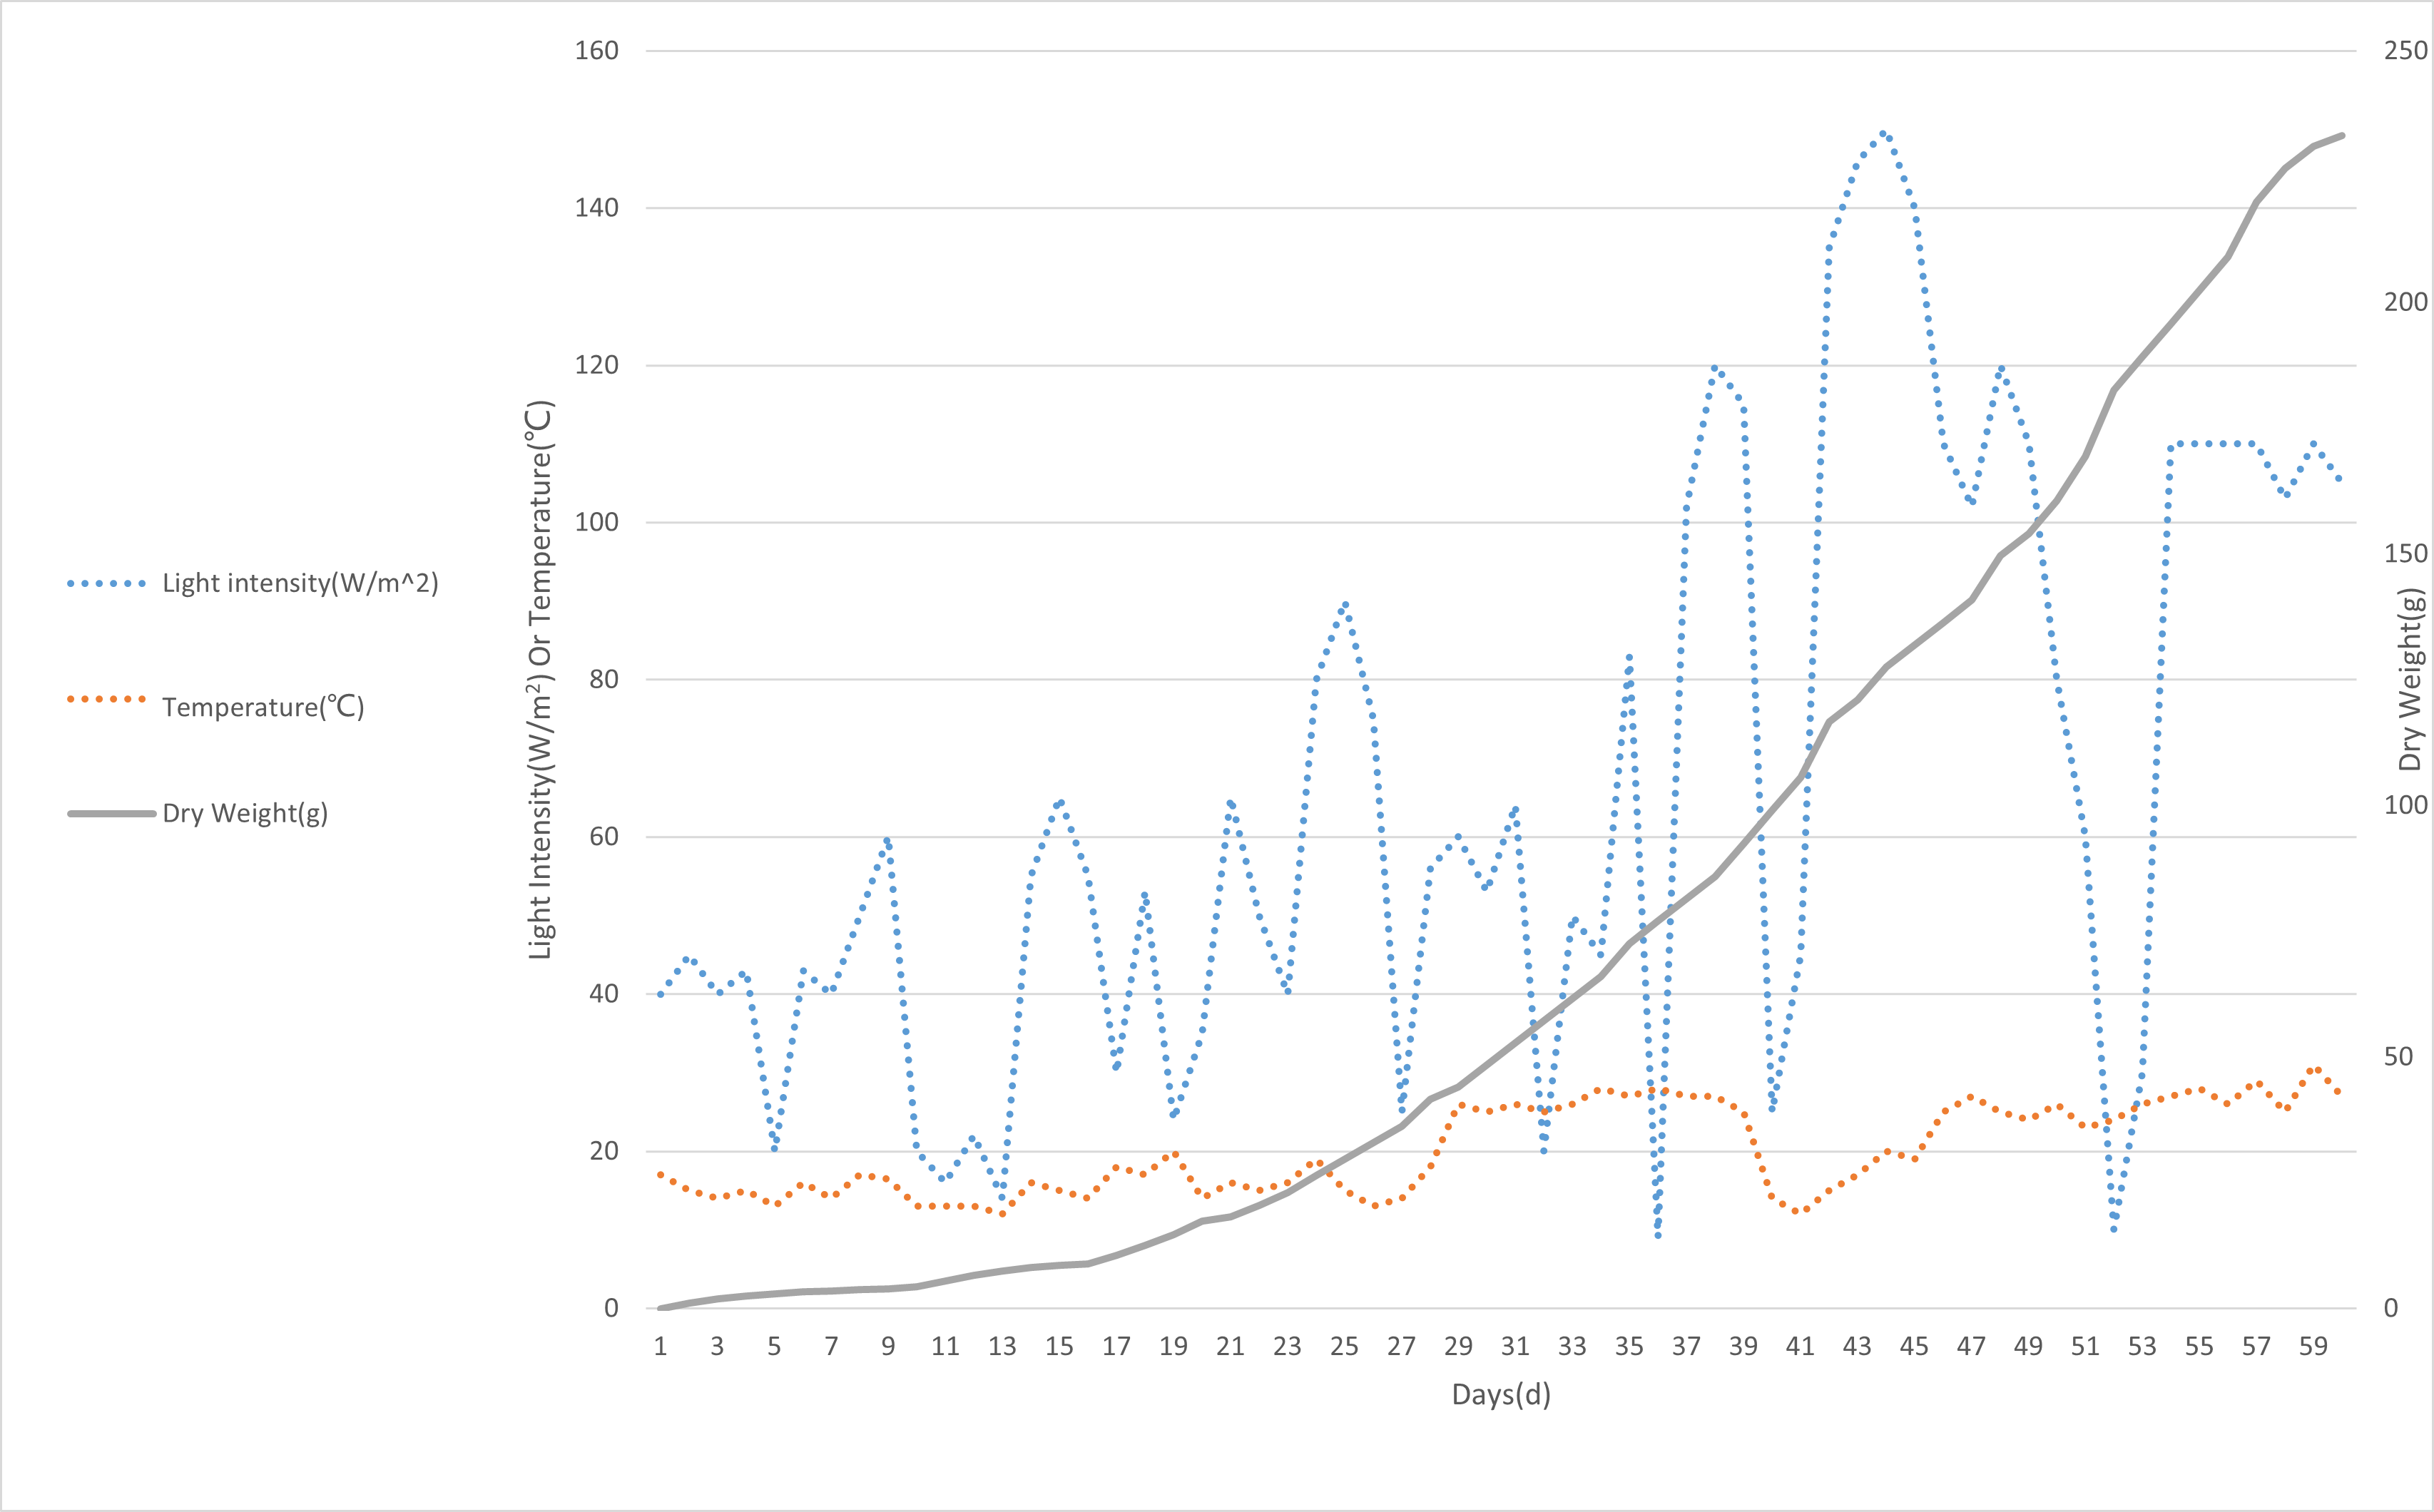 Light intensity(W/m^2)
Temperature(℃)
Dry Weight(g)
Light Intensity(W/m²) Or Temperature(℃)
160
140
120
100
80
60
40
20
0
250
200
150
100
50
0
Dry Weight(g)
1 3 5 7 9 11 13 15 17 19 21 23 25 27 29 31 33 35 37 39 41 43 45 47 49 51 53 55 57 59
Days(d)